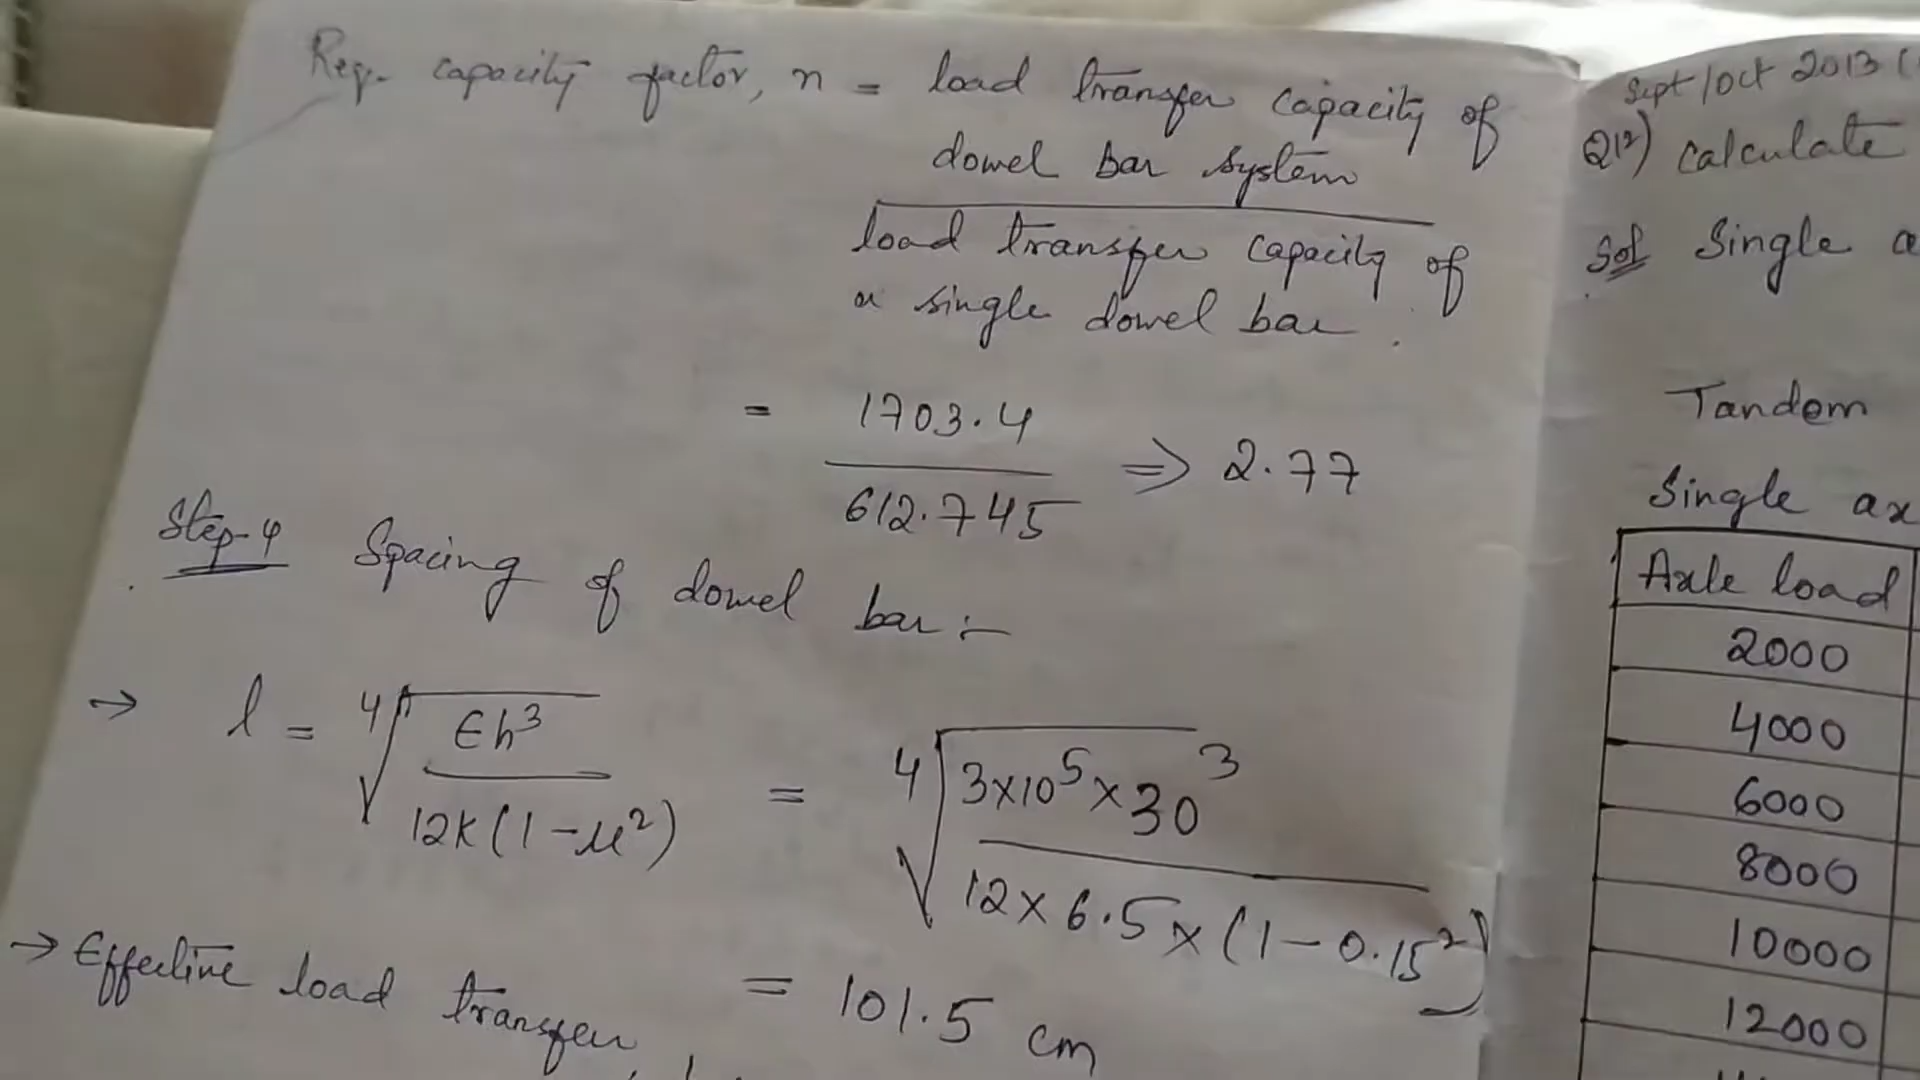 Req. capacity factor, n = load transfer capacity of
dowel bar system
load transfer capacity of
a single dowel bar.
= 1703.4
612.745 ⇒ 2.77
Step-4 Spacing of dowel bar :-
→ l = 4√ Eh³ = 4√ 3x10⁵ x 30³
12K (1-μ²) 12 x 6.5 x (1-0.15²)
= 101.5 cm
→ Effective load transfer,
Sept/Oct 2013 (
Q12) Calculate
Sol Single a
Tandom
Single ax
Axle load
2000
4000
6000
8000
10000
12000